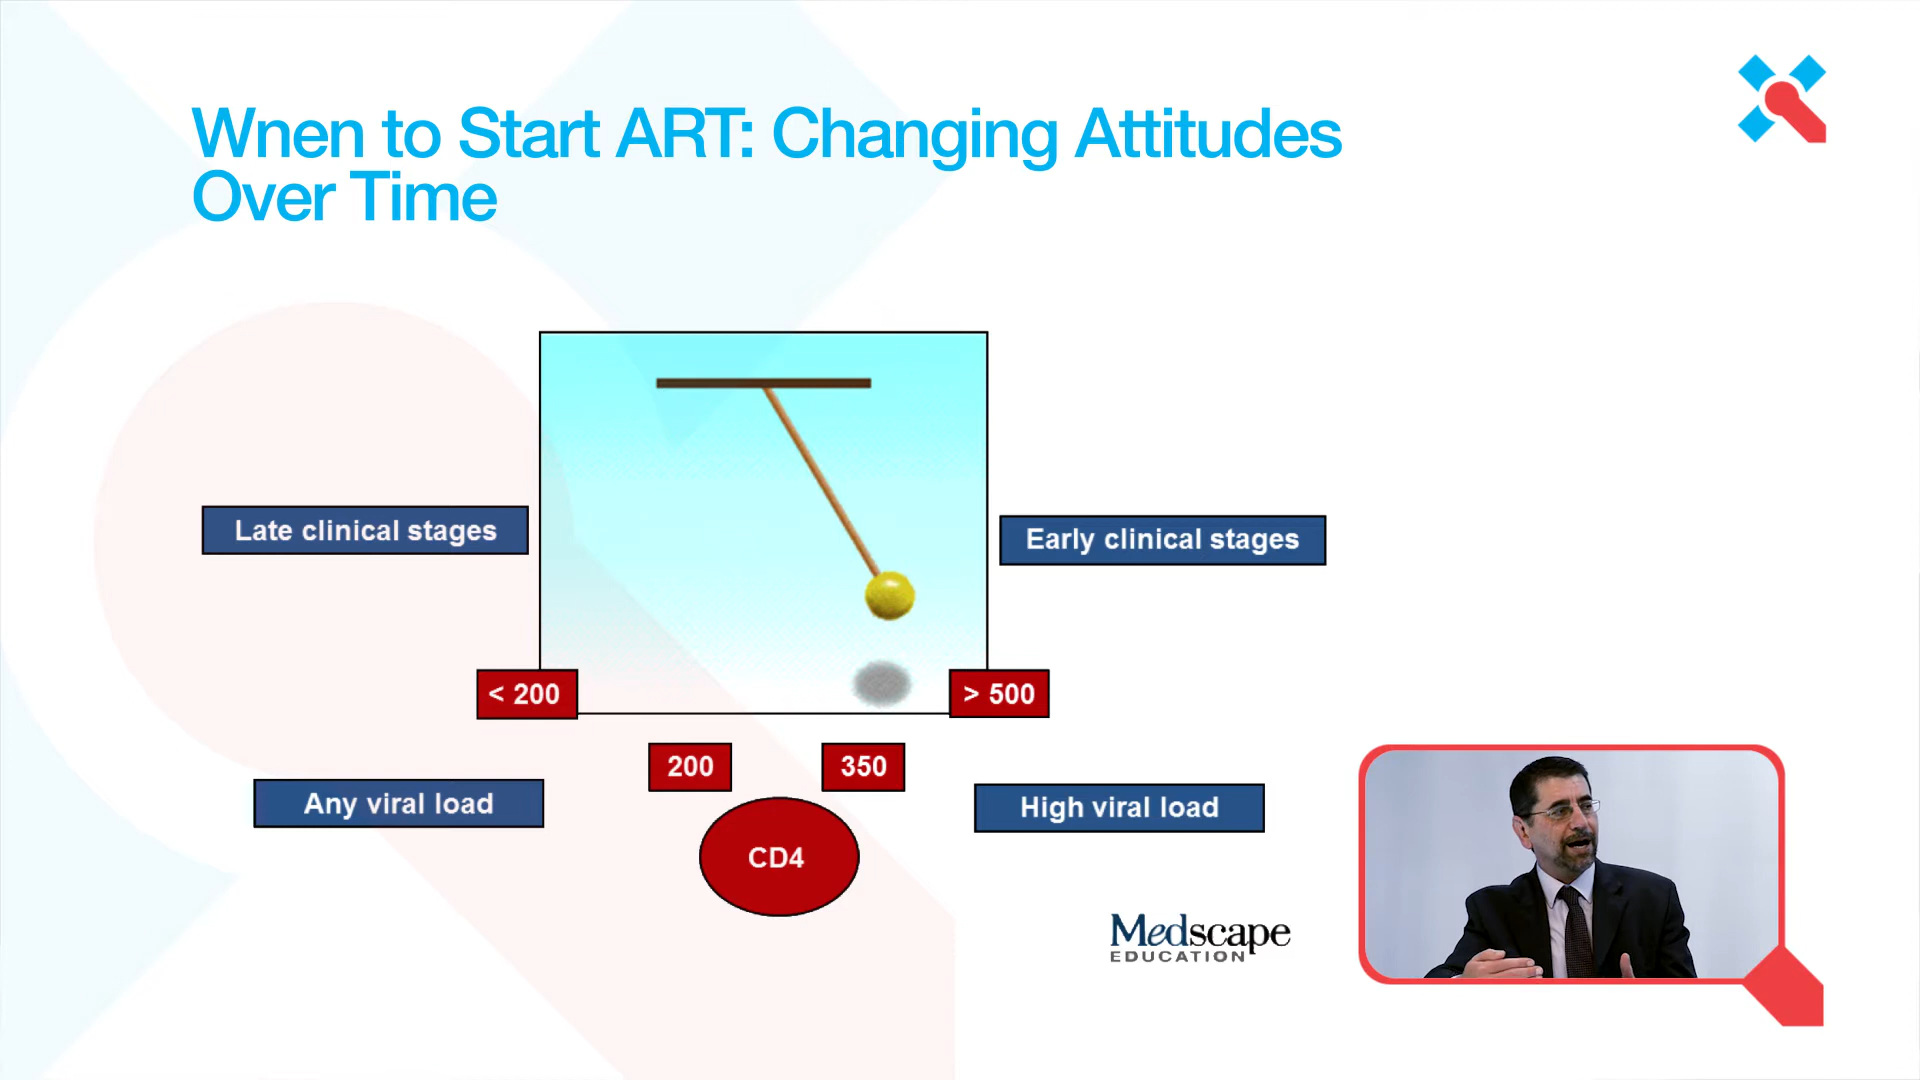 Wnen to Start ART: Changing Attitudes
Over Time
Late clinical stages
Early clinical stages
< 200
> 500
200
350
Any viral load
High viral load
CD4
Medscape
EDUCATION